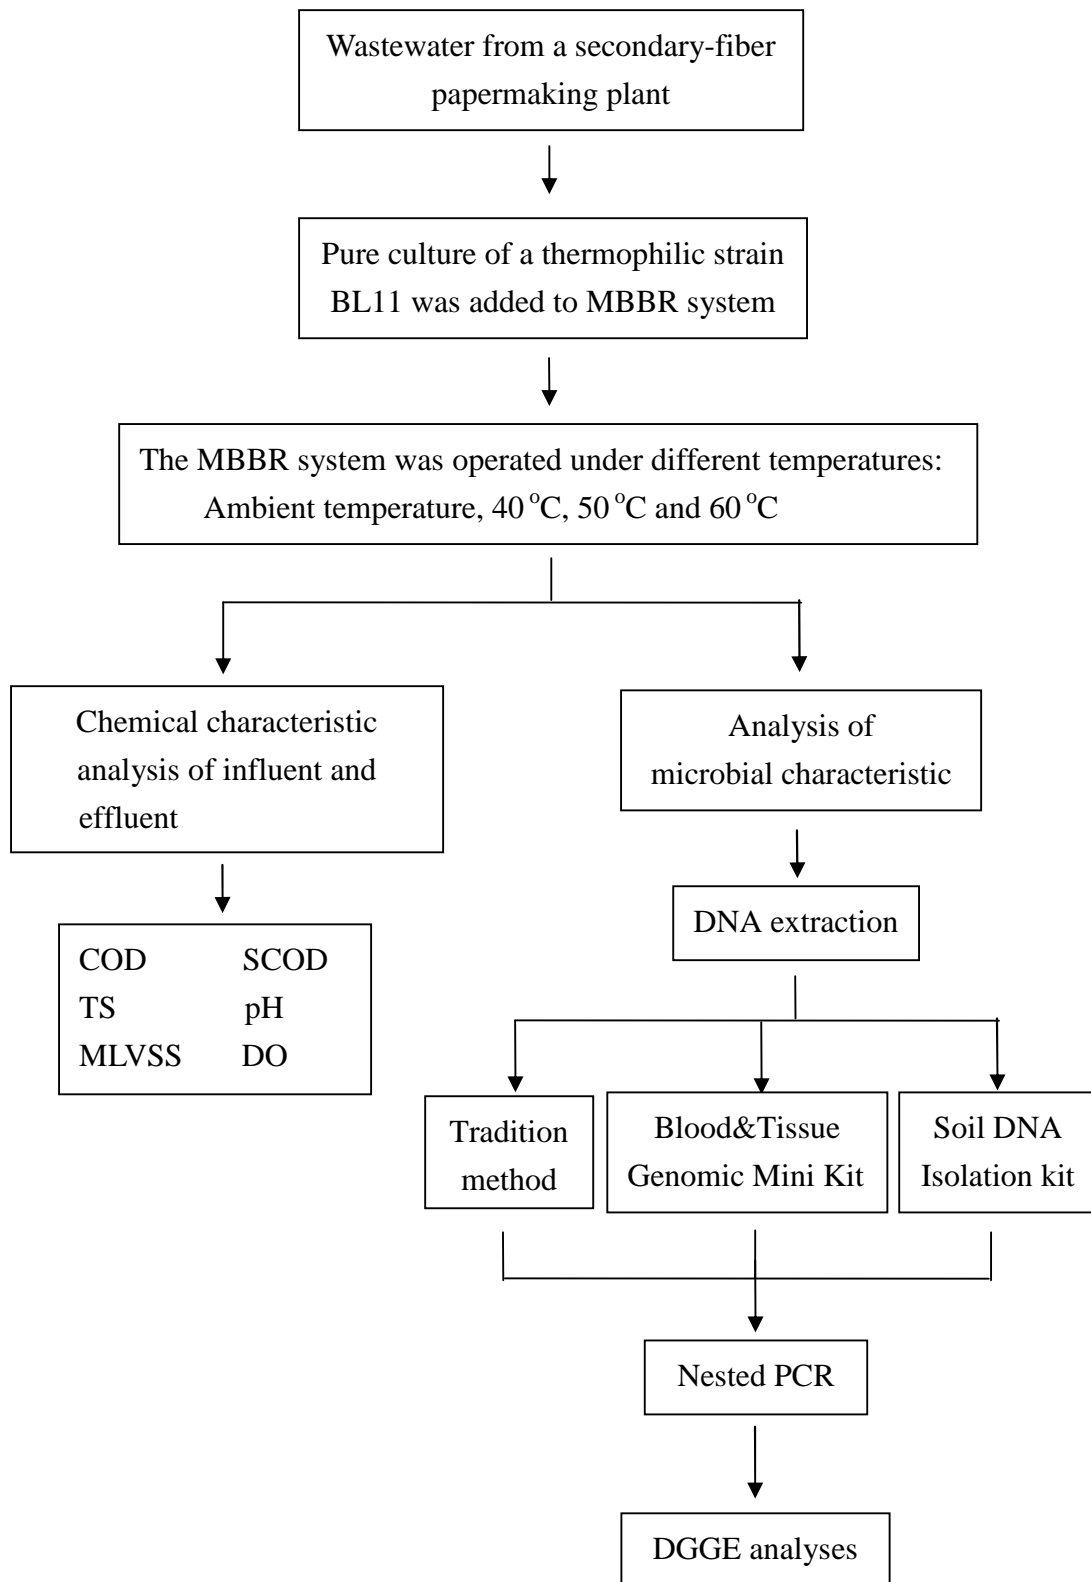 Wastewater from a secondary-fiber
papermaking plant
Pure culture of a thermophilic strain
BL11 was added to MBBR system
The MBBR system was operated under different temperatures:
Ambient temperature, 40 °C, 50 °C and 60 °C
Chemical characteristic
analysis of influent and
effluent
Analysis of
microbial characteristic
COD SCOD
TS pH
MLVSS DO
DNA extraction
Tradition
method
Blood&Tissue
Genomic Mini Kit
Soil DNA
Isolation kit
Nested PCR
DGGE analyses